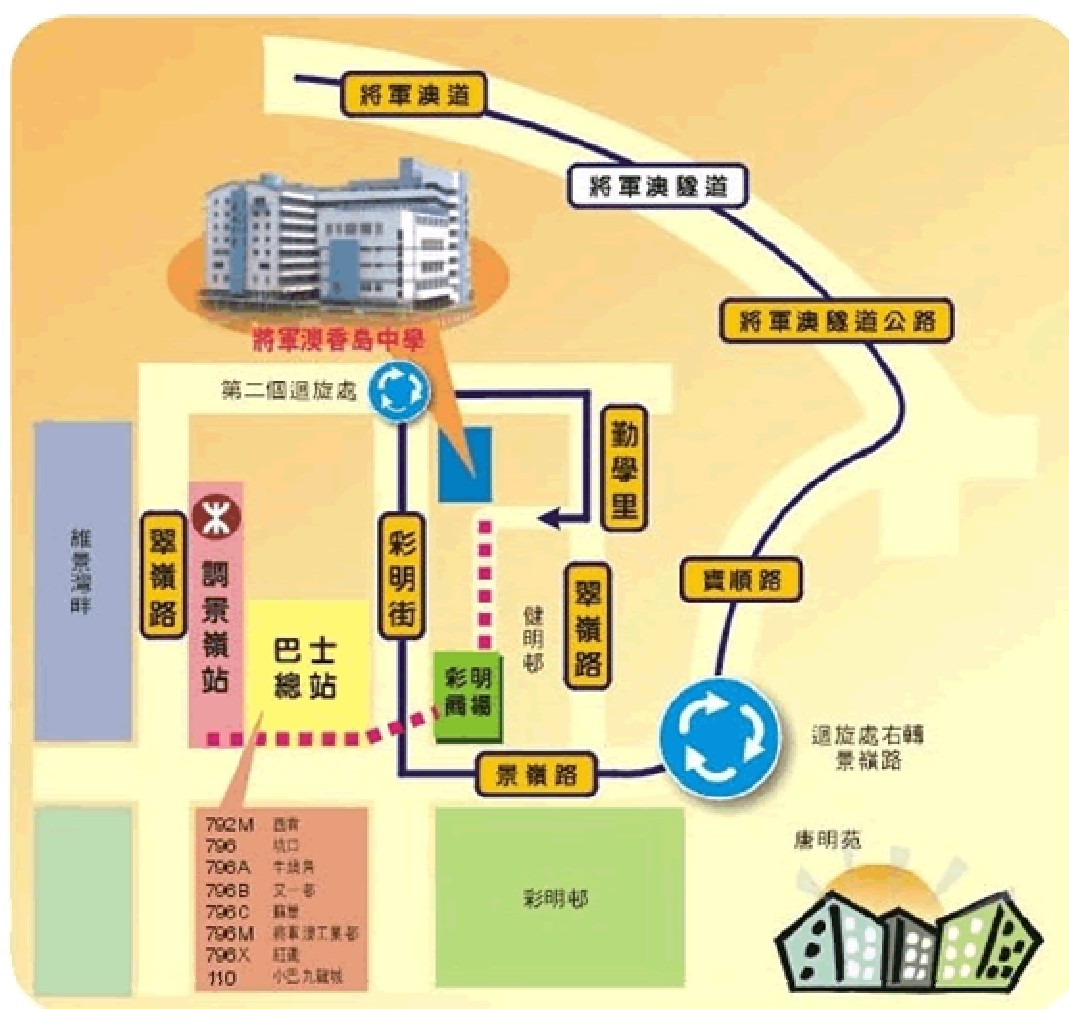 將軍澳道
將軍澳隧道
將軍澳隧道公路
將軍澳香島中學
第二個迴旋處
勤學里
維景灣畔
翠嶺路
調景嶺站
巴士
總站
彩明街
健明邨
翠嶺路
寶順路
彩明
商場
景嶺路
迴旋處右轉
景嶺路
792M 西貢
796 坑口
796A 牛頭角
796B 又一邨
796C
796M 將軍澳工業邨
796X 紅磡
110 小巴九龍城
彩明邨
唐明苑